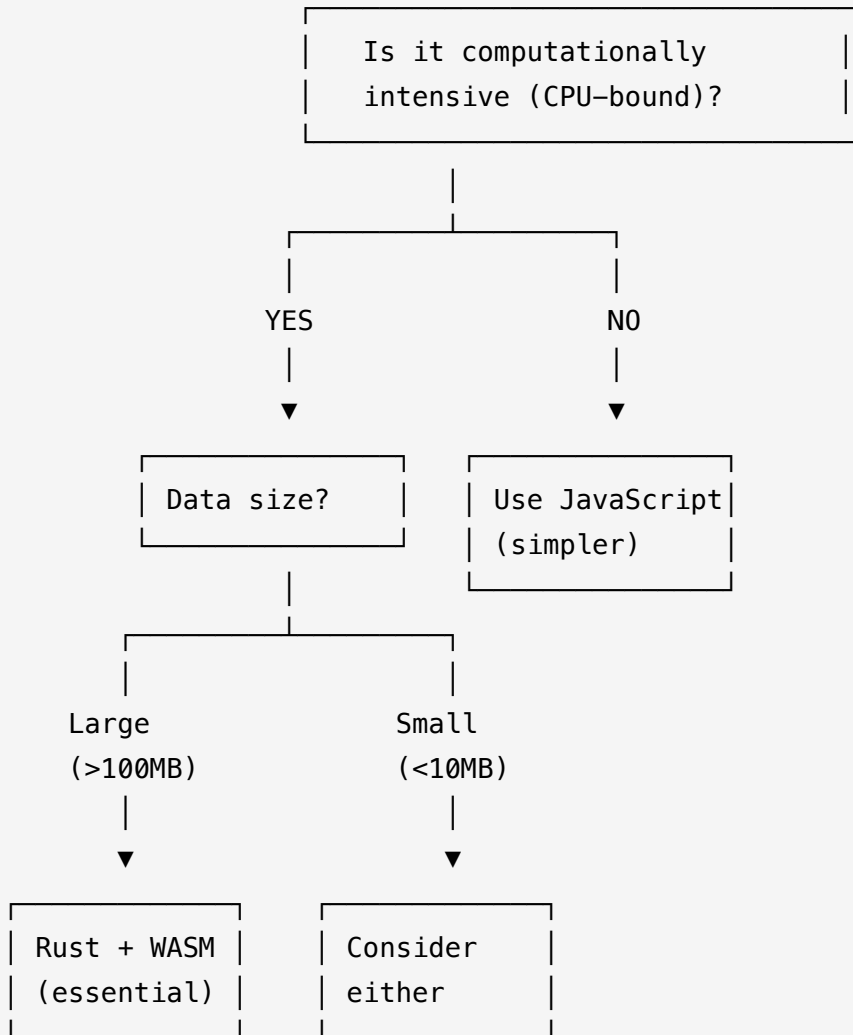 Is it computationally
intensive (CPU-bound)?
YES NO
Data size? Use JavaScript
(simpler)
Large Small
(>100MB) (<10MB)
Rust + WASM Consider
(essential) either